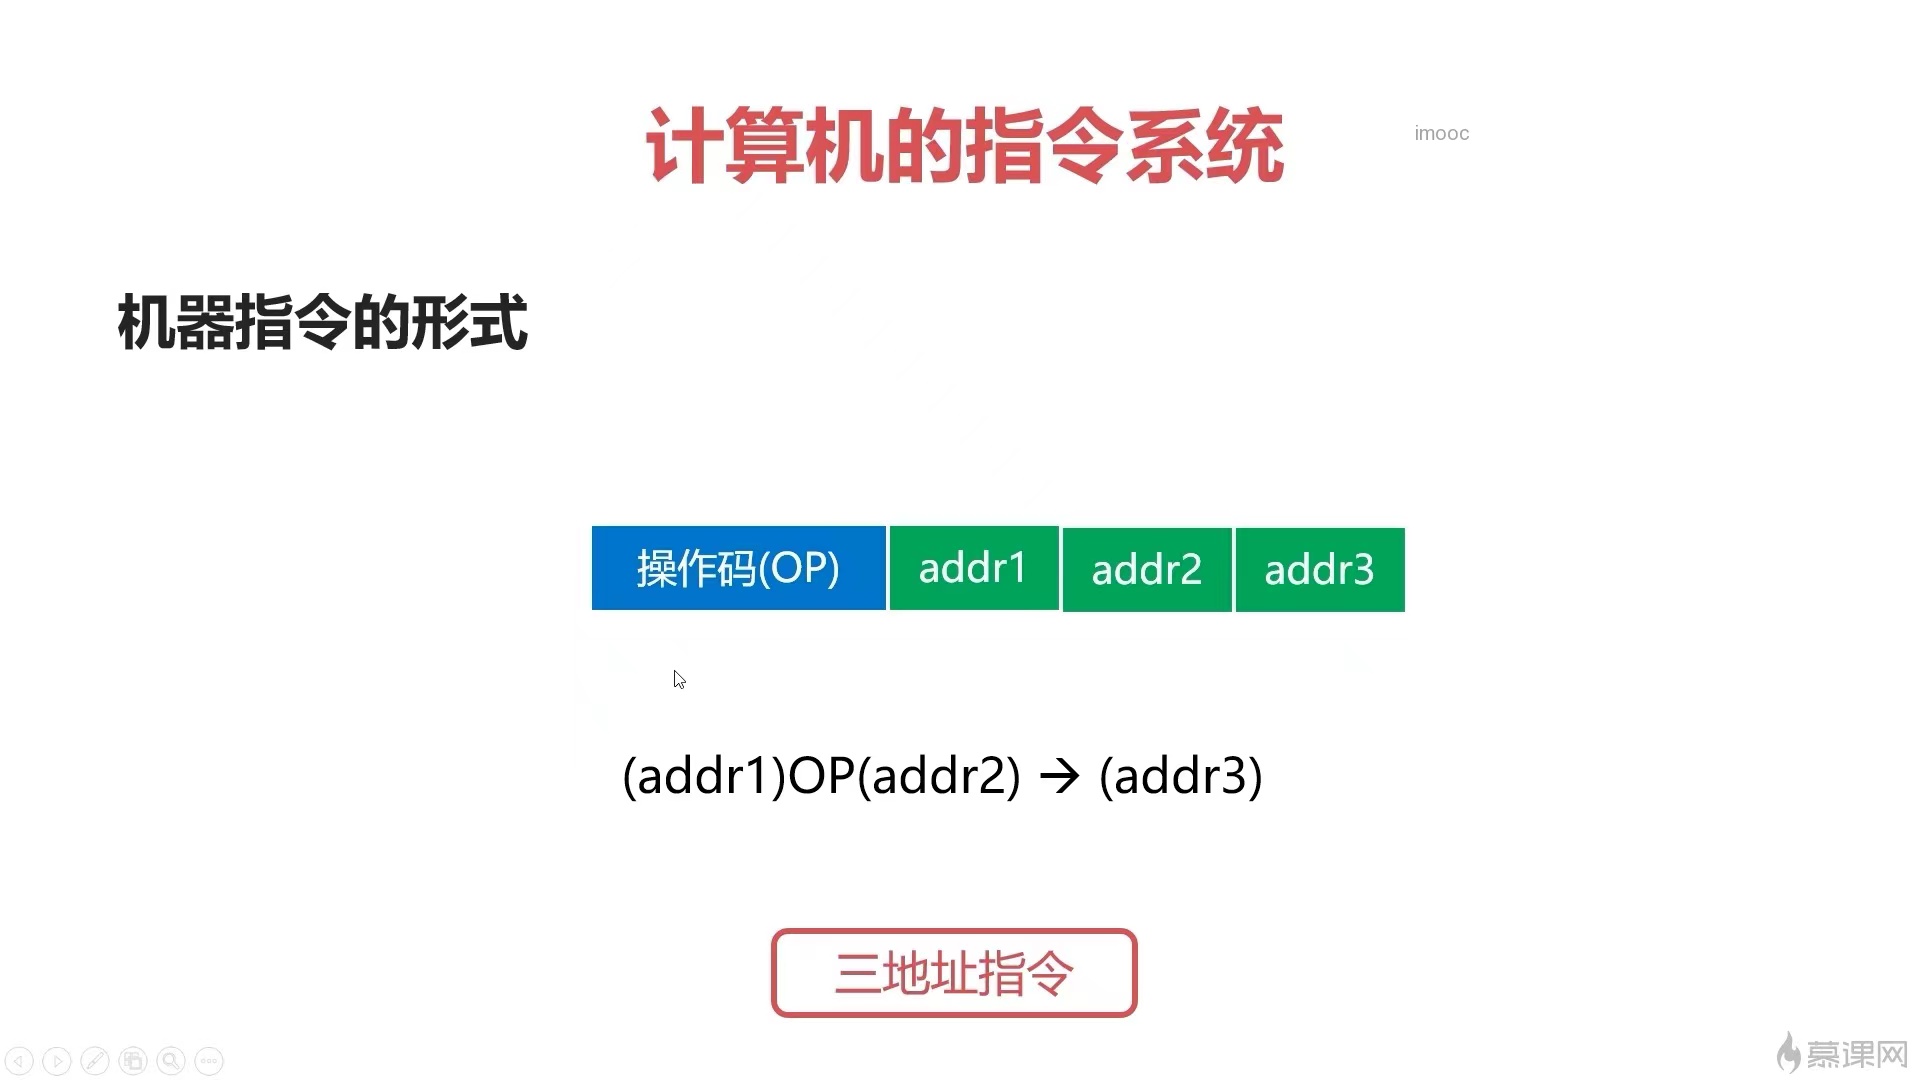 计算机的指令系统
imooc
机器指令的形式
操作码(OP) addr1 addr2 addr3
(addr1)OP(addr2) → (addr3)
三地址指令
慕课网